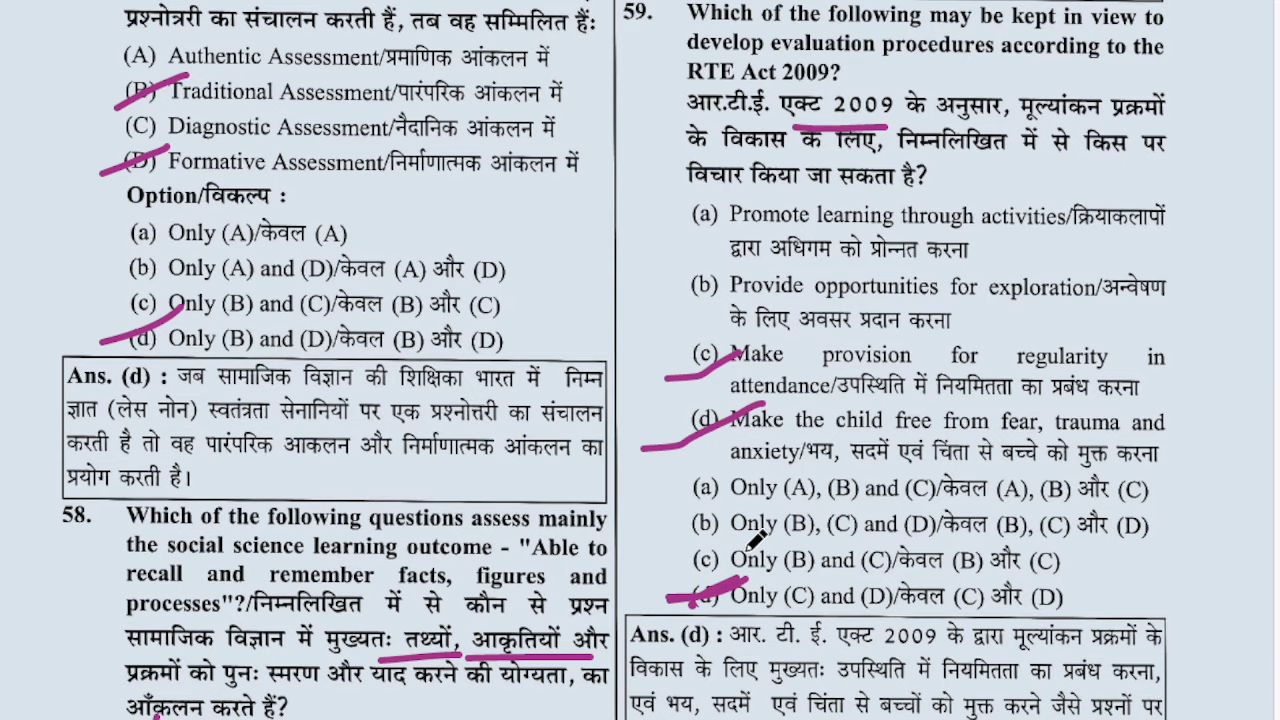 प्रश्नोत्तरी का संचालन करती हैं, तब वह सम्मिलित हैंः
(A) Authentic Assessment/प्रमाणिक आंकलन में
(B) Traditional Assessment/पारंपरिक आंकलन में
(C) Diagnostic Assessment/नैदानिक आंकलन में
(D) Formative Assessment/निर्माणात्मक आंकलन में
Option/विकल्प :
(a) Only (A)/केवल (A)
(b) Only (A) and (D)/केवल (A) और (D)
(c) Only (B) and (C)/केवल (B) और (C)
(d) Only (B) and (D)/केवल (B) और (D)
Ans. (d) : जब सामाजिक विज्ञान की शिक्षिका भारत में निम्न
ज्ञात (लेस नोन) स्वतंत्रता सेनानियों पर एक प्रश्नोत्तरी का संचालन
करती है तो वह पारंपरिक आकलन और निर्माणात्मक आंकलन का
प्रयोग करती है।
58. Which of the following questions assess mainly
the social science learning outcome - "Able to
recall and remember facts, figures and
processes"?/निम्नलिखित में से कौन से प्रश्न
सामाजिक विज्ञान में मुख्यतः तथ्यों, आकृतियों और
प्रक्रमों को पुनः स्मरण और याद करने की योग्यता, का
आँकलन करते हैं?
59. Which of the following may be kept in view to
develop evaluation procedures according to the
RTE Act 2009?
आर.टी.ई. एक्ट 2009 के अनुसार, मूल्यांकन प्रक्रमों
के विकास के लिए, निम्नलिखित में से किस पर
विचार किया जा सकता है?
(a) Promote learning through activities/क्रियाकलापों
द्वारा अधिगम को प्रोन्नत करना
(b) Provide opportunities for exploration/अन्वेषण
के लिए अवसर प्रदान करना
(c) Make provision for regularity in
attendance/उपस्थिति में नियमितता का प्रबंध करना
(d) Make the child free from fear, trauma and
anxiety/भय, सदमें एवं चिंता से बच्चे को मुक्त करना
(a) Only (A), (B) and (C)/केवल (A), (B) और (C)
(b) Only (B), (C) and (D)/केवल (B), (C) और (D)
(c) Only (B) and (C)/केवल (B) और (C)
(d) Only (C) and (D)/केवल (C) और (D)
Ans. (d) : आर. टी. ई. एक्ट 2009 के द्वारा मूल्यांकन प्रक्रमों के
विकास के लिए मुख्यतः उपस्थिति में नियमितता का प्रबंध करना,
एवं भय, सदमें एवं चिंता से बच्चों को मुक्त करने जैसे प्रश्नों पर